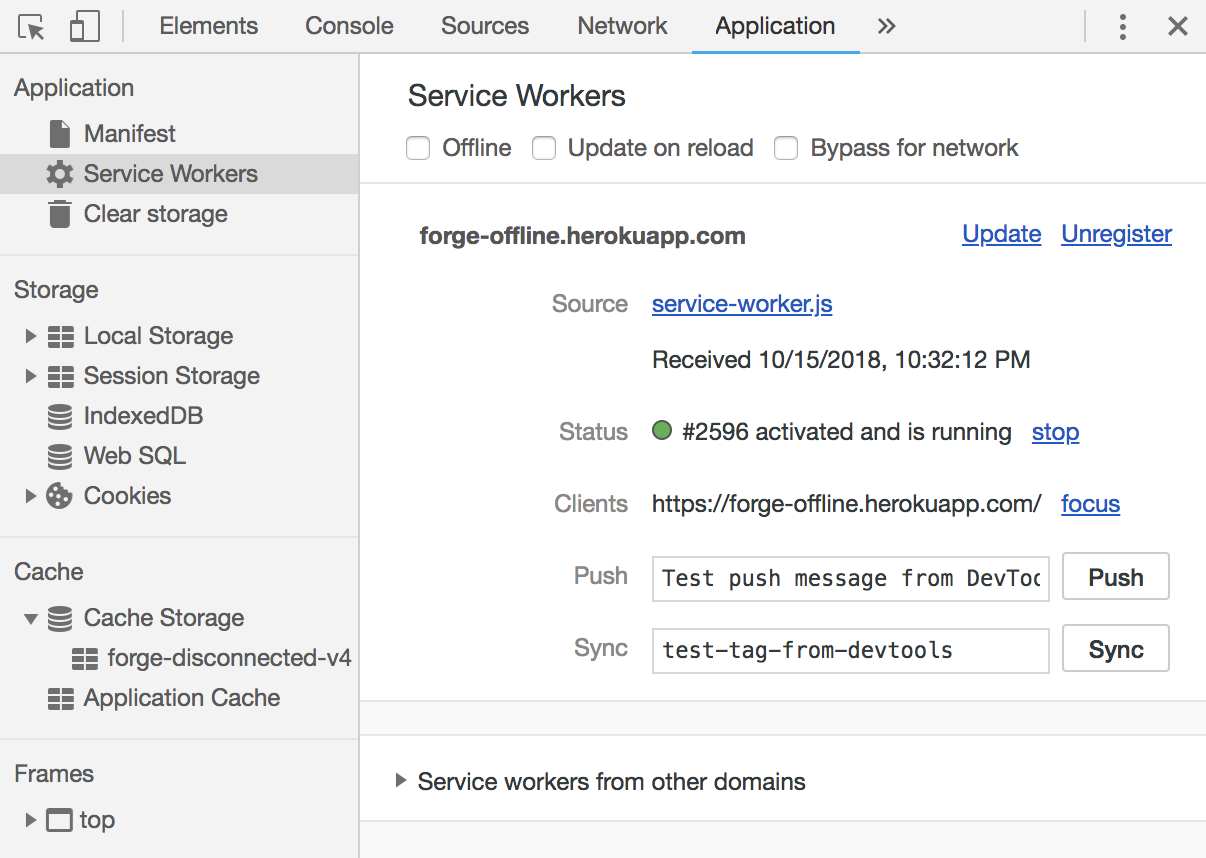 Elements Console Sources Network Application »
Application
Manifest
Service Workers
Clear storage
Storage
Local Storage
Session Storage
IndexedDB
Web SQL
Cookies
Cache
Cache Storage
forge-disconnected-v4
Application Cache
Frames
top
Service Workers
Offline Update on reload Bypass for network
forge-offline.herokuapp.com Update Unregister
Source service-worker.js
Received 10/15/2018, 10:32:12 PM
Status #2596 activated and is running stop
Clients https://forge-offline.herokuapp.com/ focus
Push Test push message from DevToo Push
Sync test-tag-from-devtools Sync
Service workers from other domains